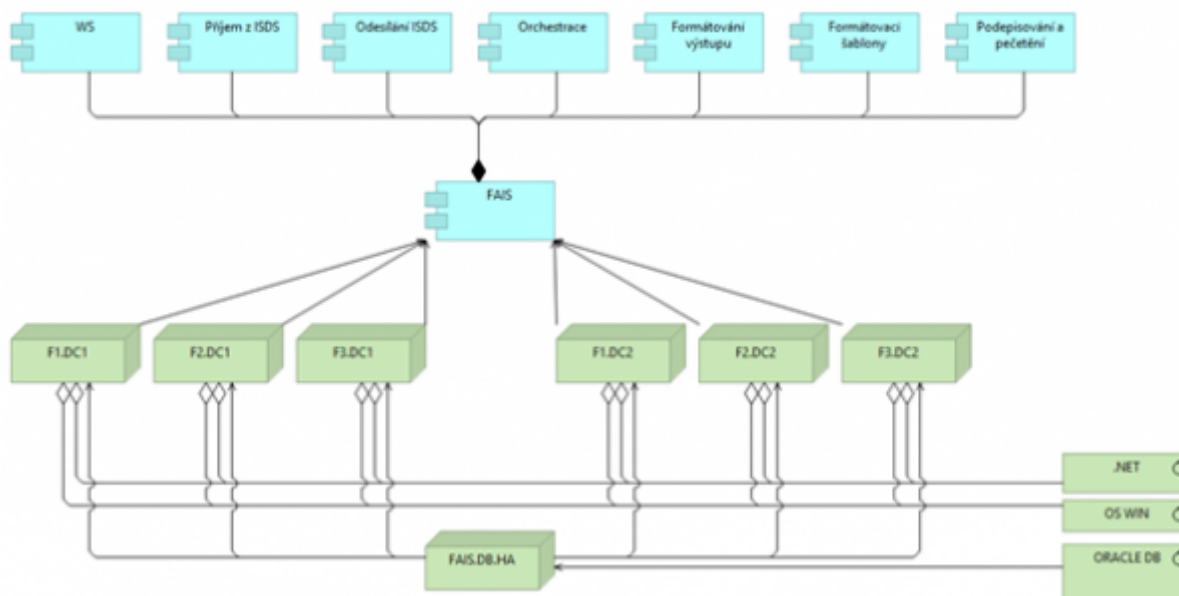 WS
Příjem z ISDS
Odesílání ISDS
Orchestrace
Formátování
výstupu
Formátovací
šablony
Podepisování a
pečetění
FAIS
F1.DC1
F2.DC1
F3.DC1
F1.DC2
F2.DC2
F3.DC2
.NET
OS WIN
ORACLE DB
FAIS.DB.HA